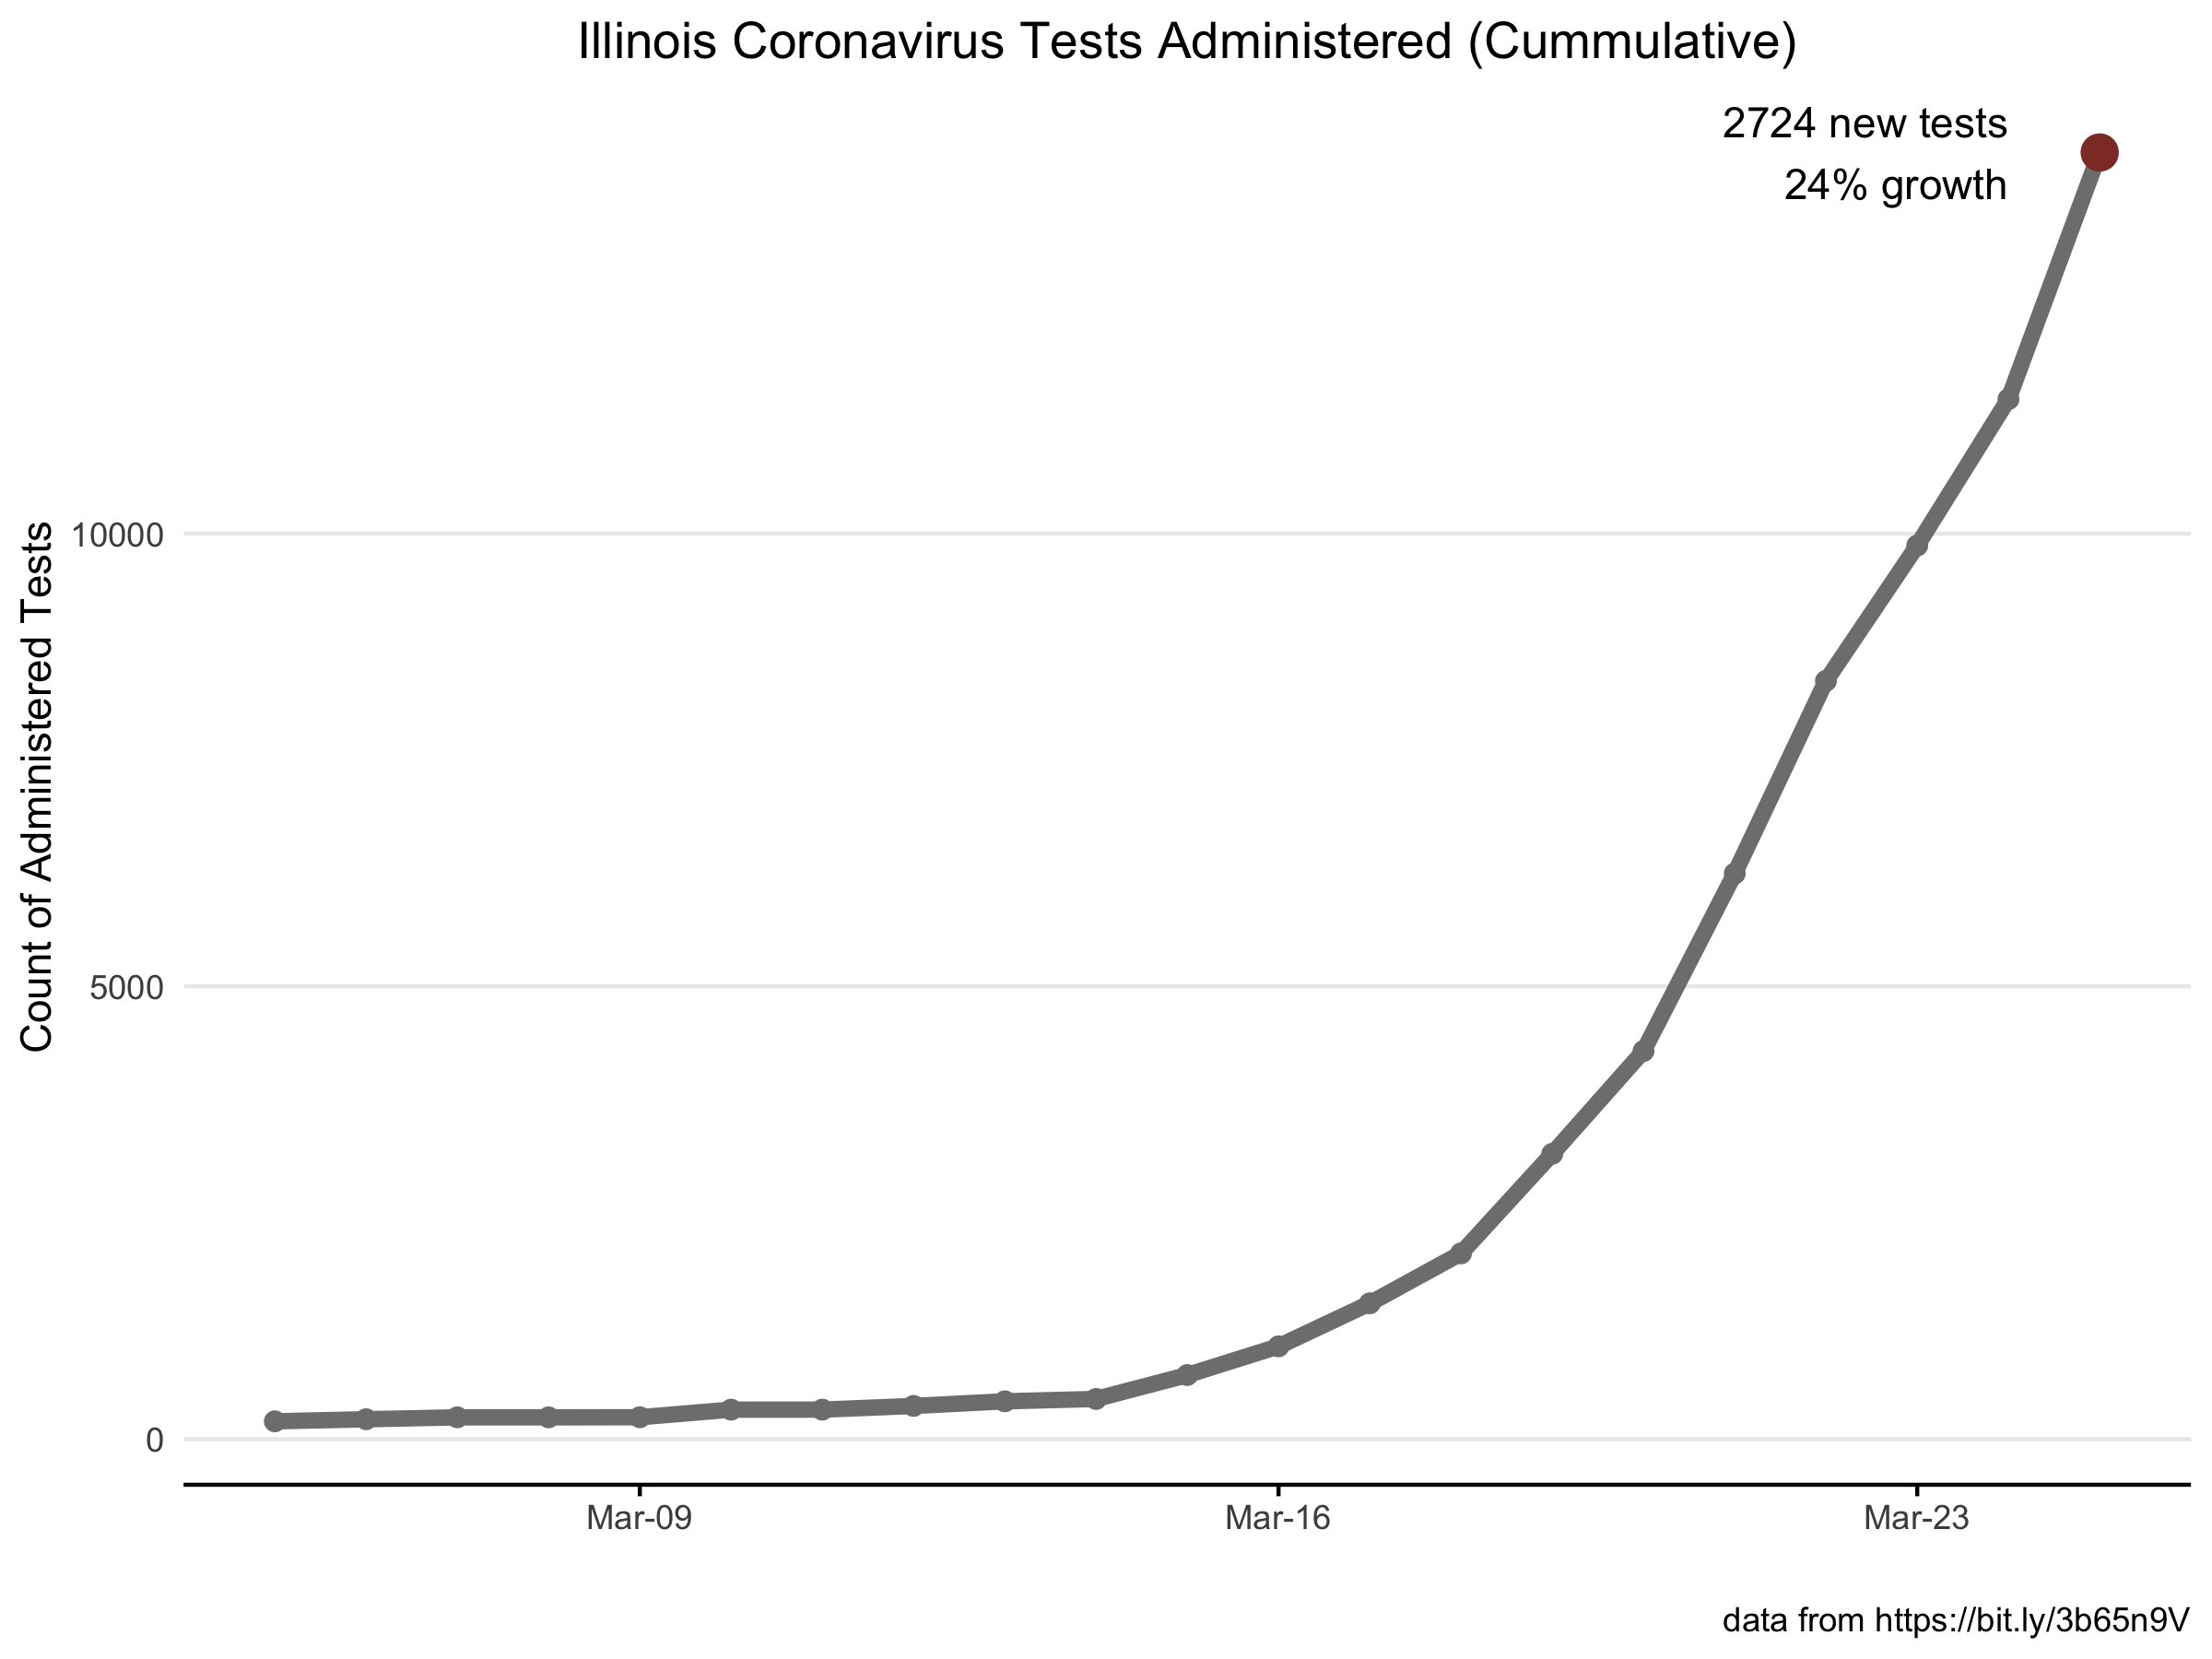 Illinois Coronavirus Tests Administered (Cummulative)
2724 new tests
24% growth
Count of Administered Tests
10000
5000
0
Mar-09
Mar-16
Mar-23
data from https://bit.ly/3b65n9V